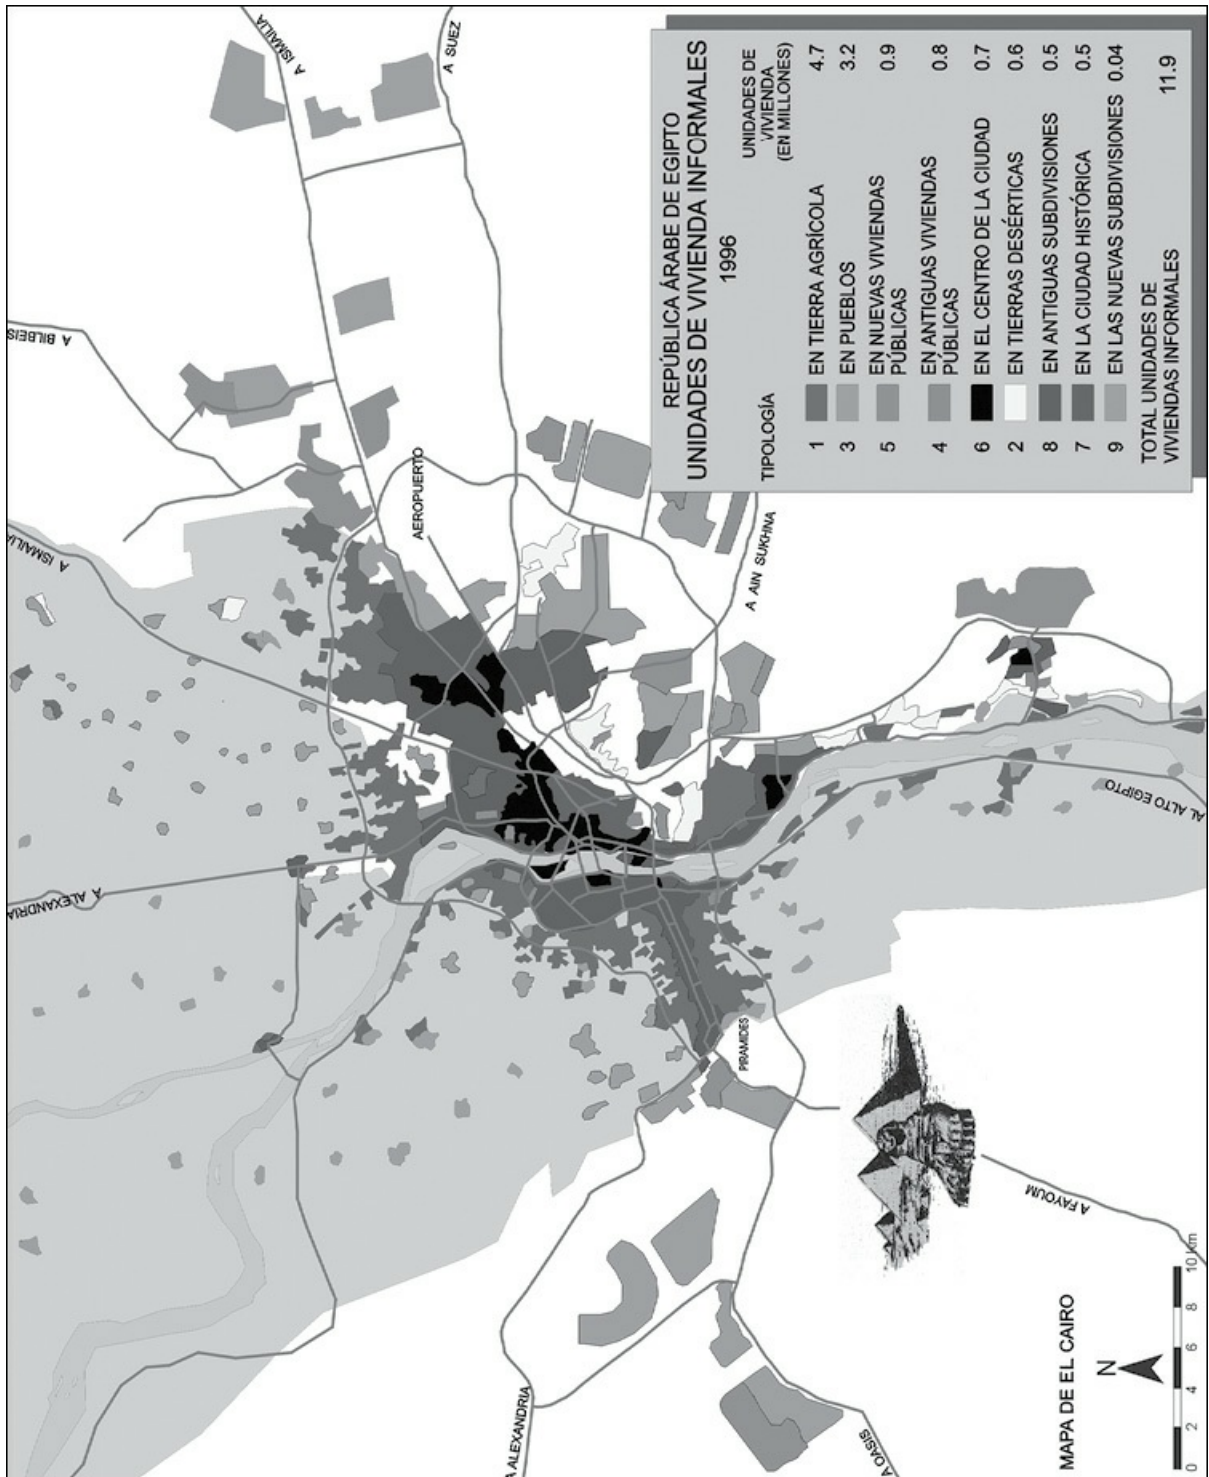 REPÚBLICA ÁRABE DE EGIPTO
UNIDADES DE VIVIENDA INFORMALES
1996
TIPOLOGÍA
UNIDADES DE
VIVIENDA
(EN MILLONES)
1 EN TIERRA AGRÍCOLA 4.7
3 EN PUEBLOS 3.2
5 EN NUEVAS VIVIENDAS
PÚBLICAS 0.9
4 EN ANTIGUAS VIVIENDAS
PÚBLICAS 0.8
6 EN EL CENTRO DE LA CIUDAD 0.7
2 EN TIERRAS DESÉRTICAS 0.6
8 EN ANTIGUAS SUBDIVISIONES 0.5
7 EN LA CIUDAD HISTÓRICA 0.5
9 EN LAS NUEVAS SUBDIVISIONES 0.04
TOTAL UNIDADES DE
VIVIENDAS INFORMALES 11.9
A ISMAILIA
A SUEZ
A BILBEIS
AEROPUERTO
A ISMAILIA
A AIN SUKHNA
A ALEXANDRIA
AL ALTO EGIPTO
PIRAMIDES
A FAYOUM
A ALEXANDRIA
A OASIS
MAPA DE EL CAIRO
N
0 2 4 6 8 10 km